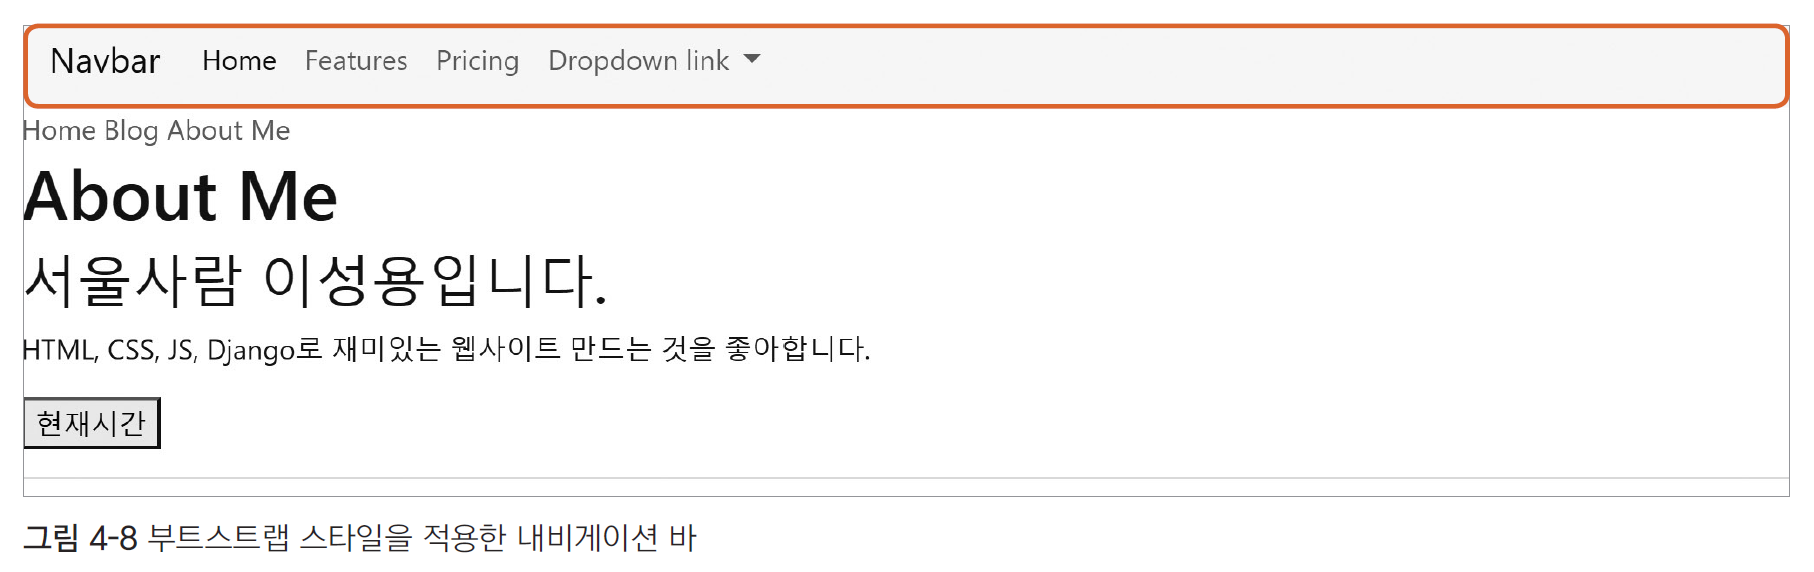 Navbar Home Features Pricing Dropdown link
Home Blog About Me
About Me
서울사람 이성용입니다.
HTML, CSS, JS, Django로 재미있는 웹사이트 만드는 것을 좋아합니다.
현재시간
그림 4-8 부트스트랩 스타일을 적용한 내비게이션 바